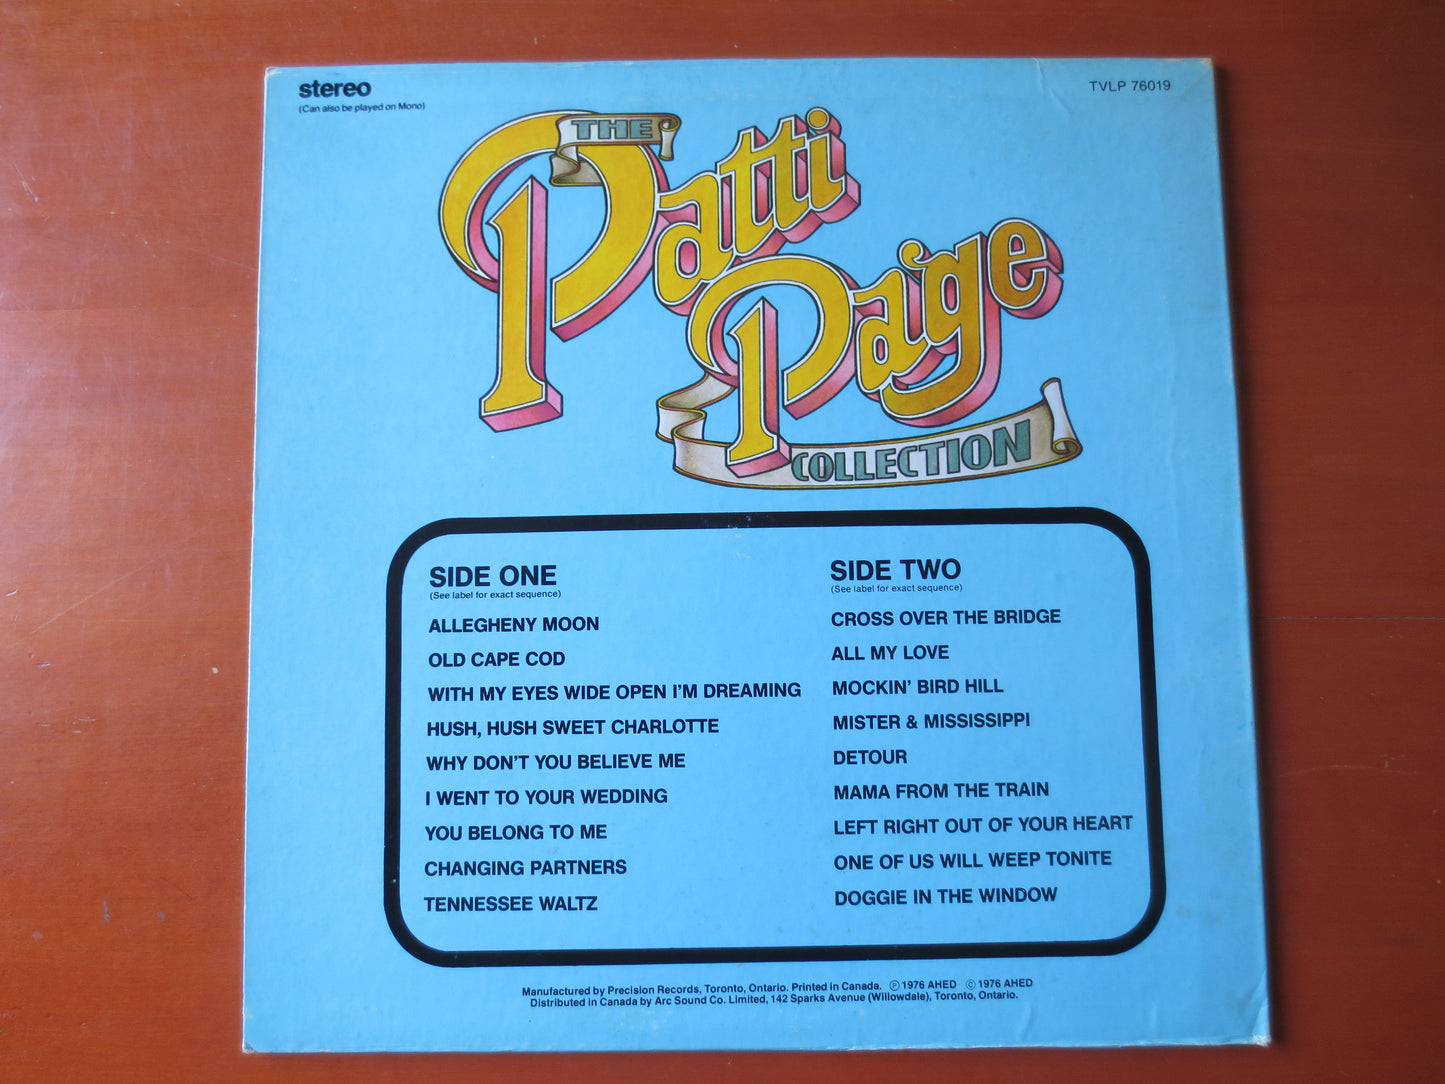 stereo
(Can also be played on Mono)
TVLP 76019
THE
Patti
Page
COLLECTION
SIDE ONE
(See label for exact sequence)
ALLEGHENY MOON
OLD CAPE COD
WITH MY EYES WIDE OPEN I'M DREAMING
HUSH, HUSH SWEET CHARLOTTE
WHY DON'T YOU BELIEVE ME
I WENT TO YOUR WEDDING
YOU BELONG TO ME
CHANGING PARTNERS
TENNESSEE WALTZ
SIDE TWO
(See label for exact sequence)
CROSS OVER THE BRIDGE
ALL MY LOVE
MOCKIN' BIRD HILL
MISTER & MISSISSIPPI
DETOUR
MAMA FROM THE TRAIN
LEFT RIGHT OUT OF YOUR HEART
ONE OF US WILL WEEP TONITE
DOGGIE IN THE WINDOW
Manufactured by Precision Records, Toronto, Ontario. Printed in Canada. ℗ 1976 AHED © 1976 AHED
Distributed in Canada by Arc Sound Co. Limited, 142 Sparks Avenue (Willowdale), Toronto, Ontario.